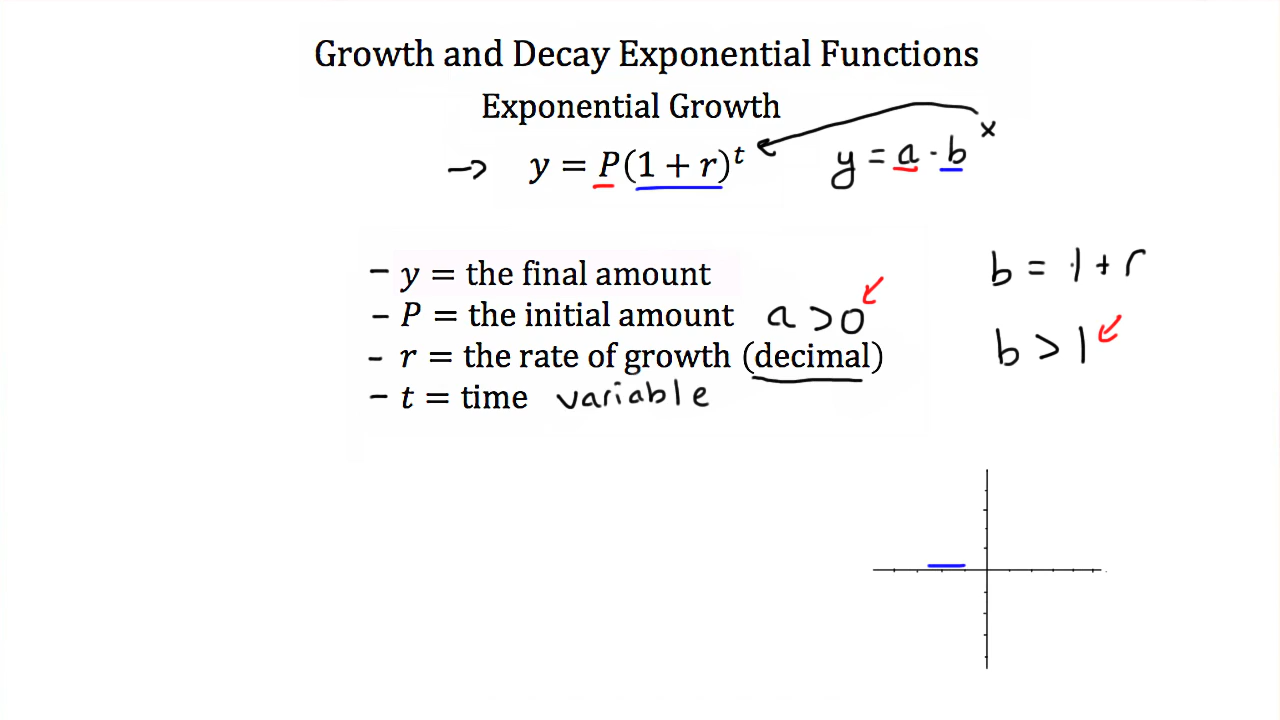 Growth and Decay Exponential Functions
Exponential Growth
→ y = P(1 + r)^t y = a · b^x
– y = the final amount b = 1 + r
– P = the initial amount a > 0
– r = the rate of growth (decimal) b > 1
– t = time variable